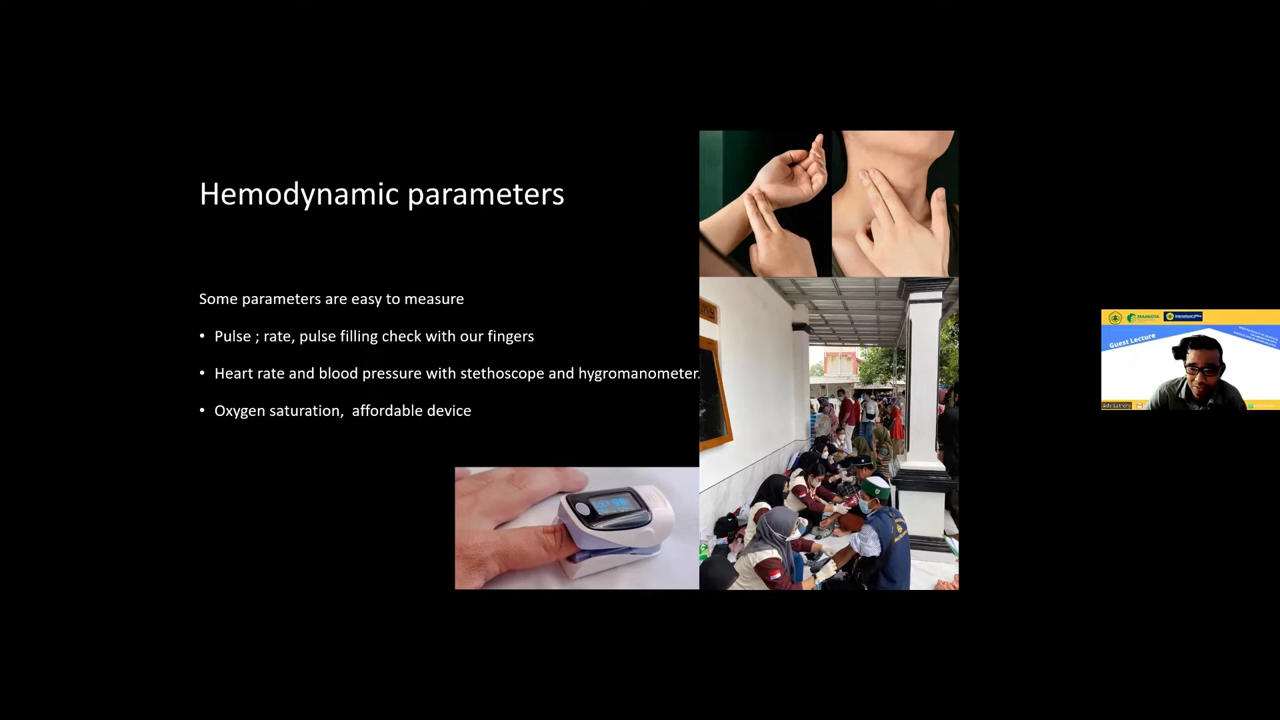 Hemodynamic parameters
Some parameters are easy to measure
• Pulse ; rate, pulse filling check with our fingers
• Heart rate and blood pressure with stethoscope and hygromanometer.
• Oxygen saturation,  affordable device
Guest Lecture